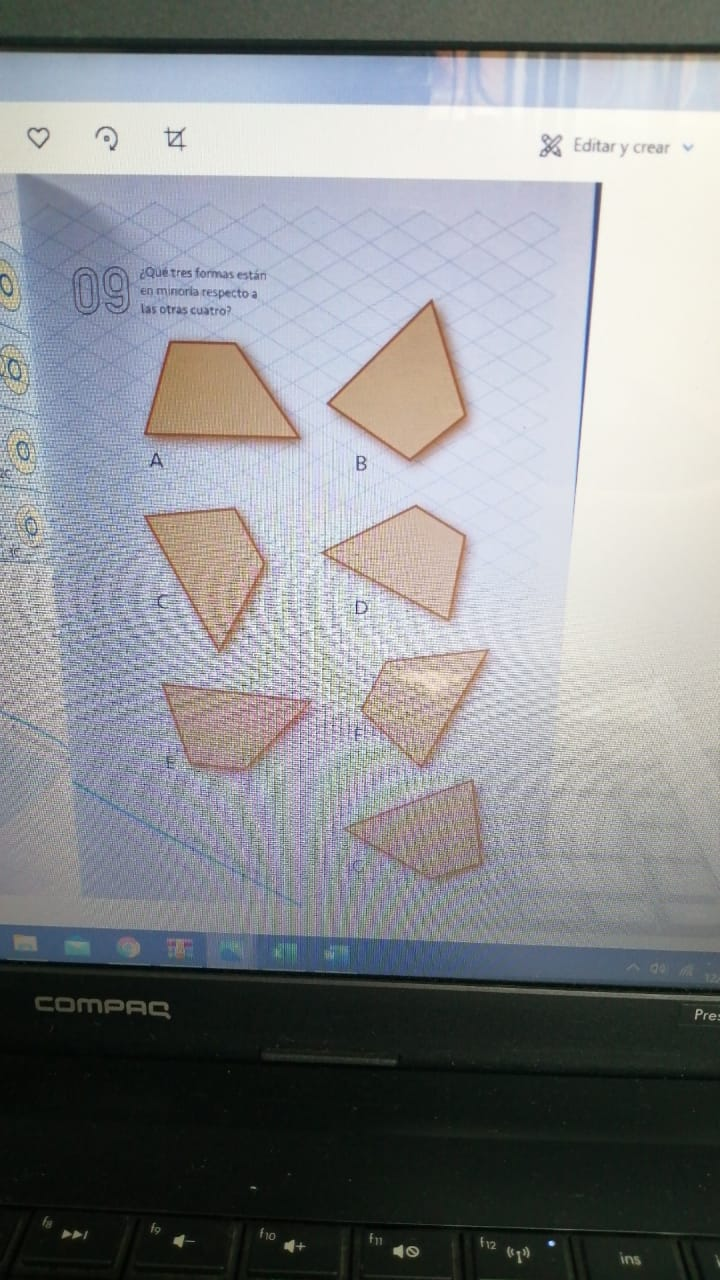 Editar y crear
09
¿Qué tres formas están
en minoría respecto a
las otras cuatro?
A
B
C
D
E
F
G
COMPAQ
f8
f9
f10
f11
f12
ins